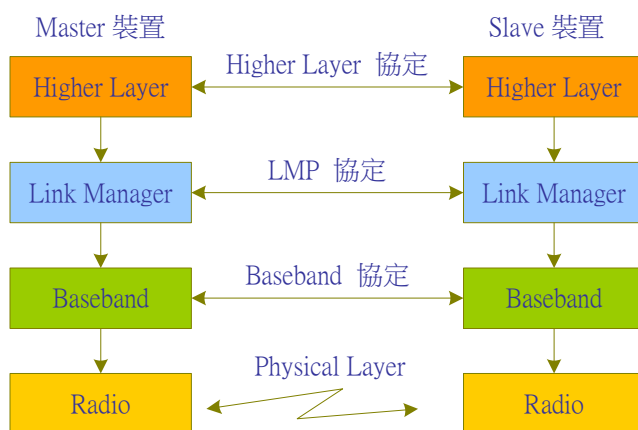 Master 裝置
Slave 裝置
Higher Layer 協定
Higher Layer
Higher Layer
LMP 協定
Link Manager
Link Manager
Baseband 協定
Baseband
Baseband
Physical Layer
Radio
Radio